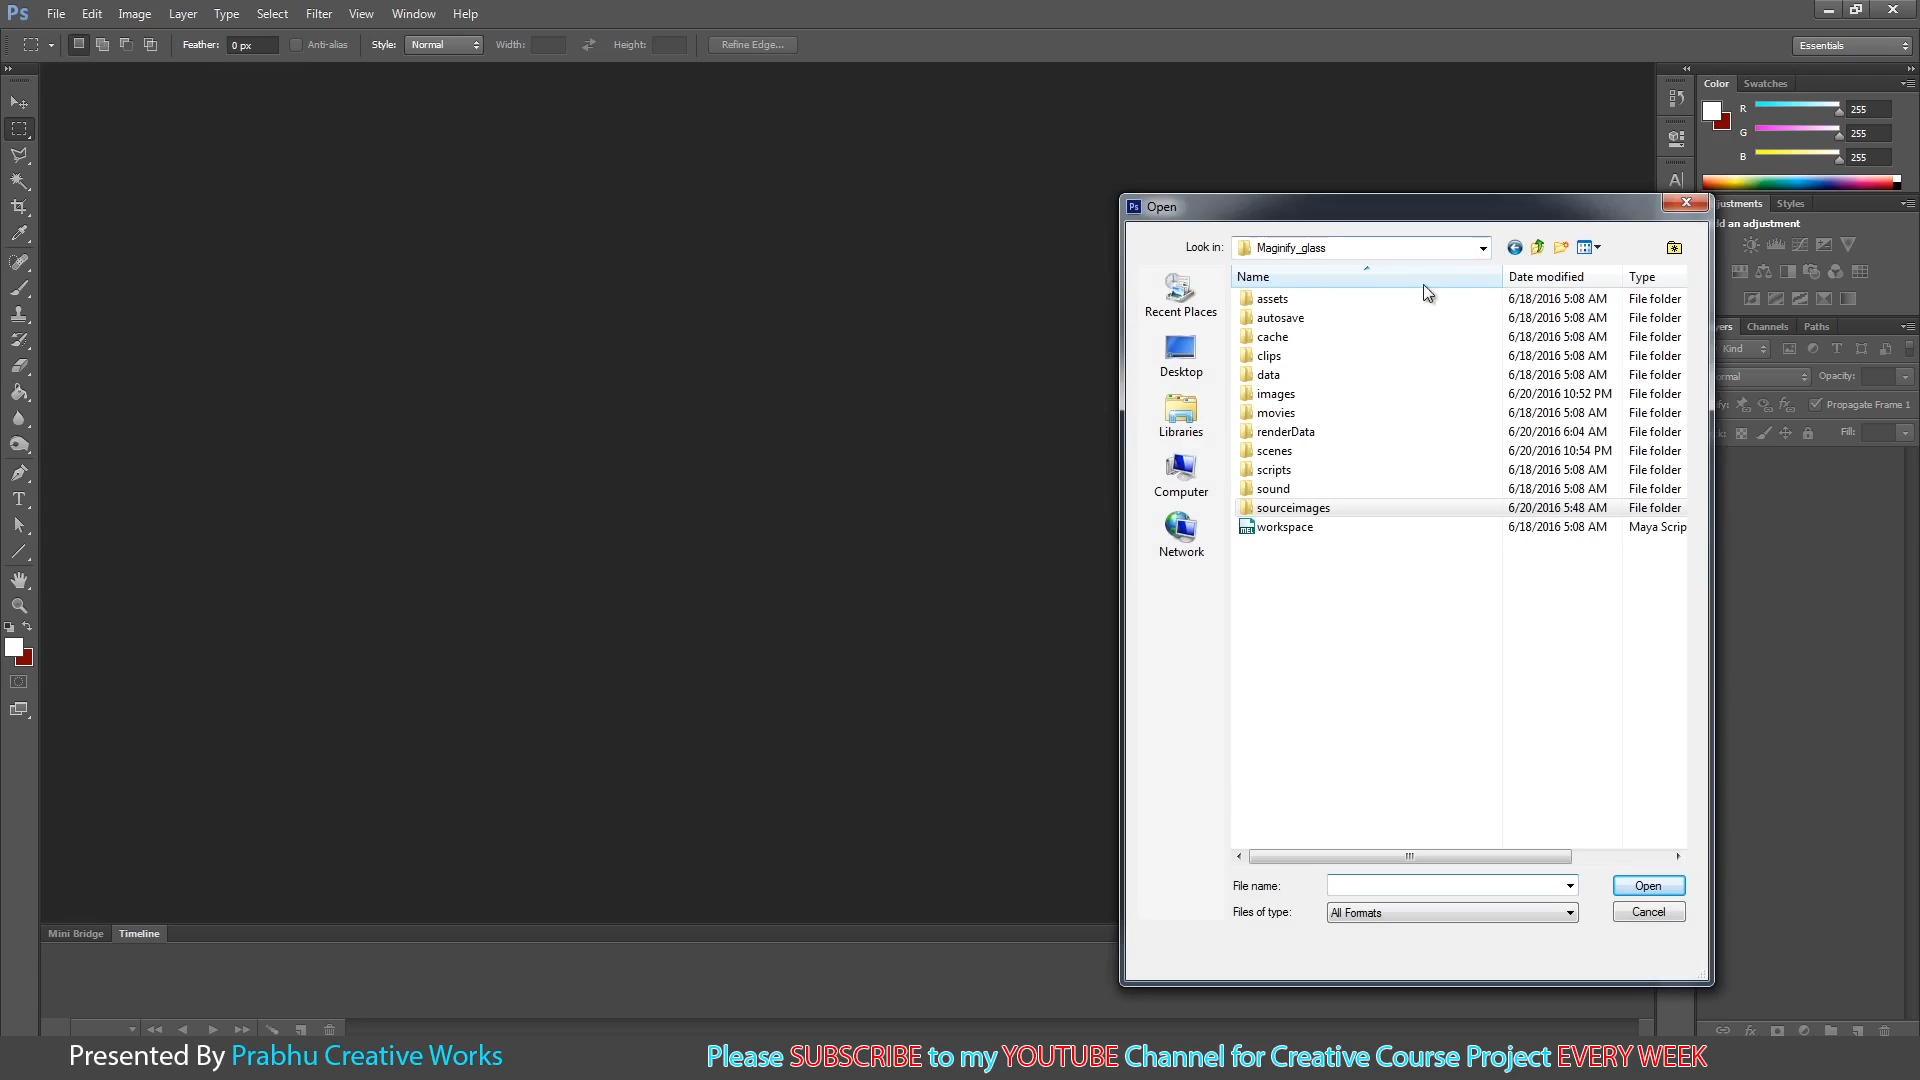 Ps File Edit Image Layer Type Select Filter View Window Help
Feather: 0 px Anti-alias Style: Normal Width: Height: Refine Edge... Essentials
Color Swatches
R 255
G 255
B 255
A|
Ps Open
justments Styles
dd an adjustment
Look in: Maginify_glass
Name Date modified Type
assets 6/18/2016 5:08 AM File folder
autosave 6/18/2016 5:08 AM File folder
cache 6/18/2016 5:08 AM File folder
clips 6/18/2016 5:08 AM File folder
data 6/18/2016 5:08 AM File folder
images 6/20/2016 10:52 PM File folder
movies 6/18/2016 5:08 AM File folder
renderData 6/20/2016 6:04 AM File folder
scenes 6/20/2016 10:54 PM File folder
scripts 6/18/2016 5:08 AM File folder
sound 6/18/2016 5:08 AM File folder
sourceimages 6/20/2016 5:48 AM File folder
workspace 6/18/2016 5:08 AM Maya Scrip
Recent Places
Desktop
Libraries
Computer
Network
yers Channels Paths
Kind
ormal Opacity:
fy: Propagate Frame 1
k: Fill:
File name: Open
Files of type: All Formats Cancel
Mini Bridge Timeline
Presented By Prabhu Creative Works
Please SUBSCRIBE to my YOUTUBE Channel for Creative Course Project EVERY WEEK